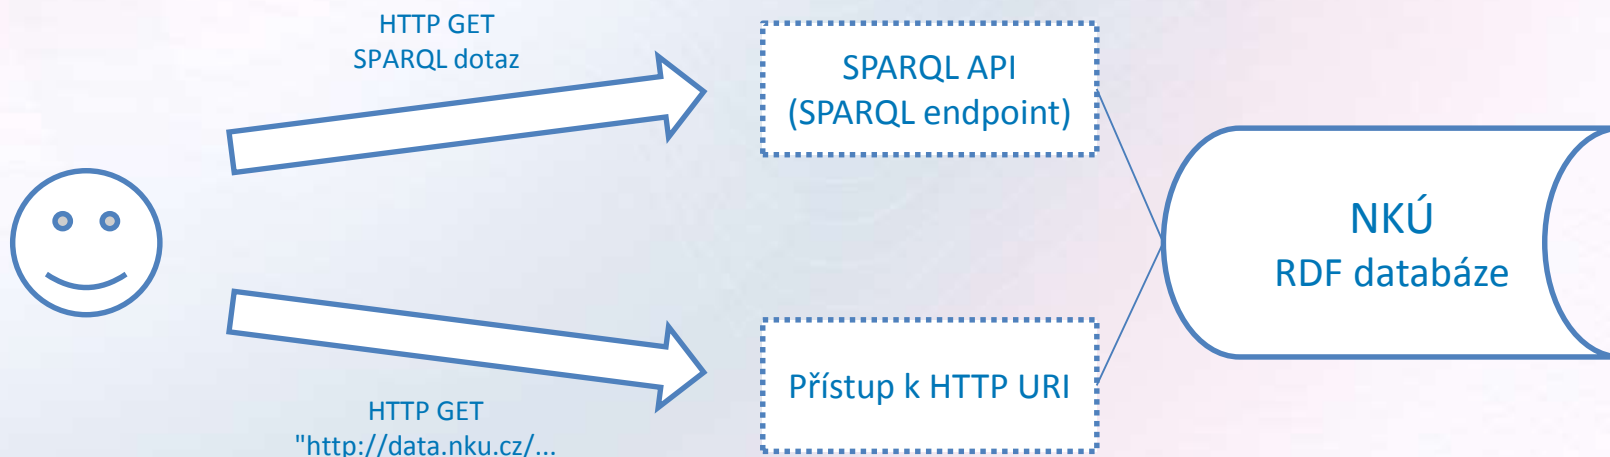 HTTP GET
SPARQL dotaz
SPARQL API
(SPARQL endpoint)
NKÚ
RDF databáze
Přístup k HTTP URI
HTTP GET
"http://data.nku.cz/...